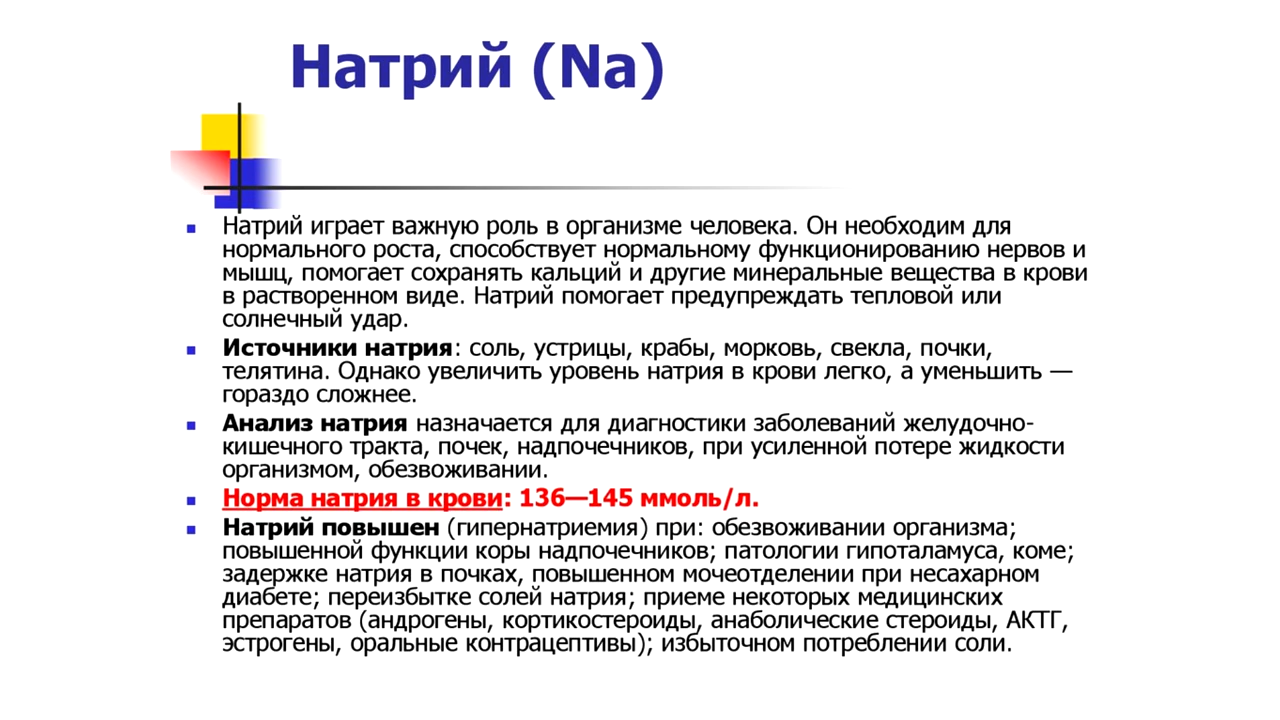 Натрий (Na)
Натрий играет важную роль в организме человека. Он необходим для
нормального роста, способствует нормальному функционированию нервов и
мышц, помогает сохранять кальций и другие минеральные вещества в крови
в растворенном виде. Натрий помогает предупреждать тепловой или
солнечный удар.
Источники натрия: соль, устрицы, крабы, морковь, свекла, почки,
телятина. Однако увеличить уровень натрия в крови легко, а уменьшить —
гораздо сложнее.
Анализ натрия назначается для диагностики заболеваний желудочно-
кишечного тракта, почек, надпочечников, при усиленной потере жидкости
организмом, обезвоживании.
Норма натрия в крови: 136—145 ммоль/л.
Натрий повышен (гипернатриемия) при: обезвоживании организма;
повышенной функции коры надпочечников; патологии гипоталамуса, коме;
задержке натрия в почках, повышенном мочеотделении при несахарном
диабете; переизбытке солей натрия; приеме некоторых медицинских
препаратов (андрогены, кортикостероиды, анаболические стероиды, АКТГ,
эстрогены, оральные контрацептивы); избыточном потреблении соли.